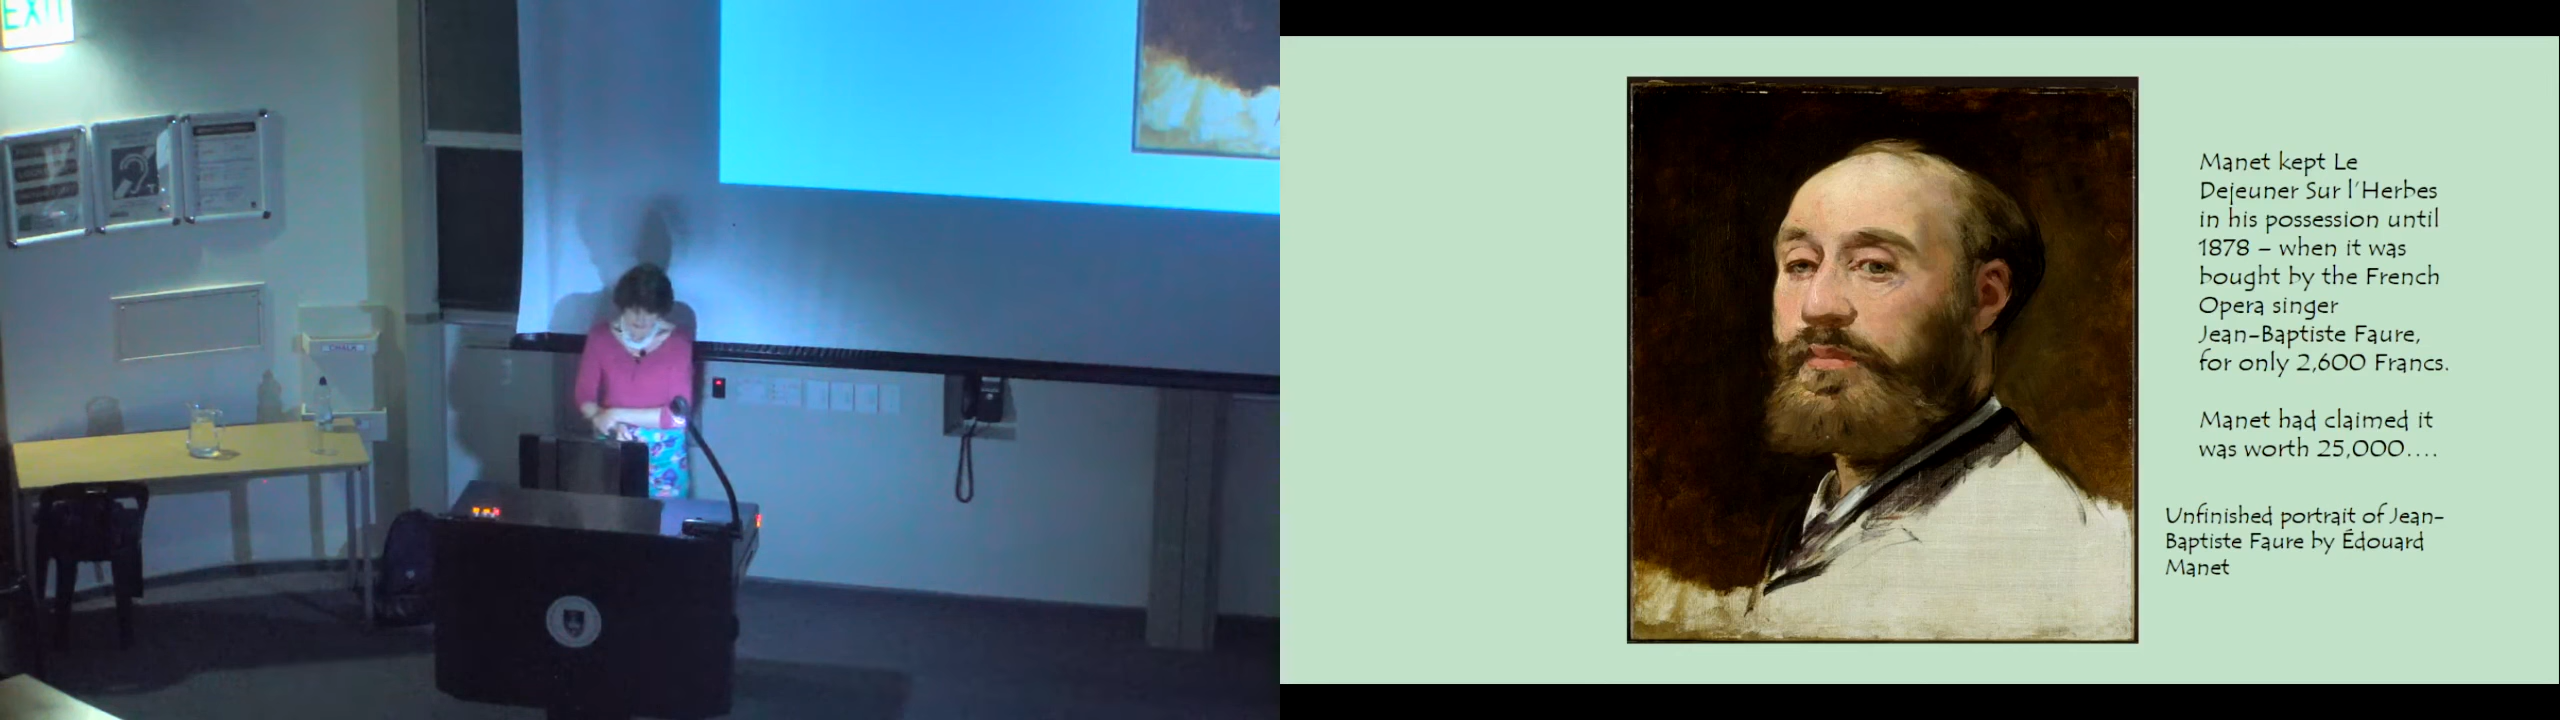 EXIT
CHALK
Manet kept Le
Dejeuner Sur l'Herbes
in his possession until
1878 – when it was
bought by the French
Opera singer
Jean-Baptiste Faure,
for only 2,600 Francs.
Manet had claimed it
was worth 25,000....
Unfinished portrait of Jean-
Baptiste Faure by Édouard
Manet